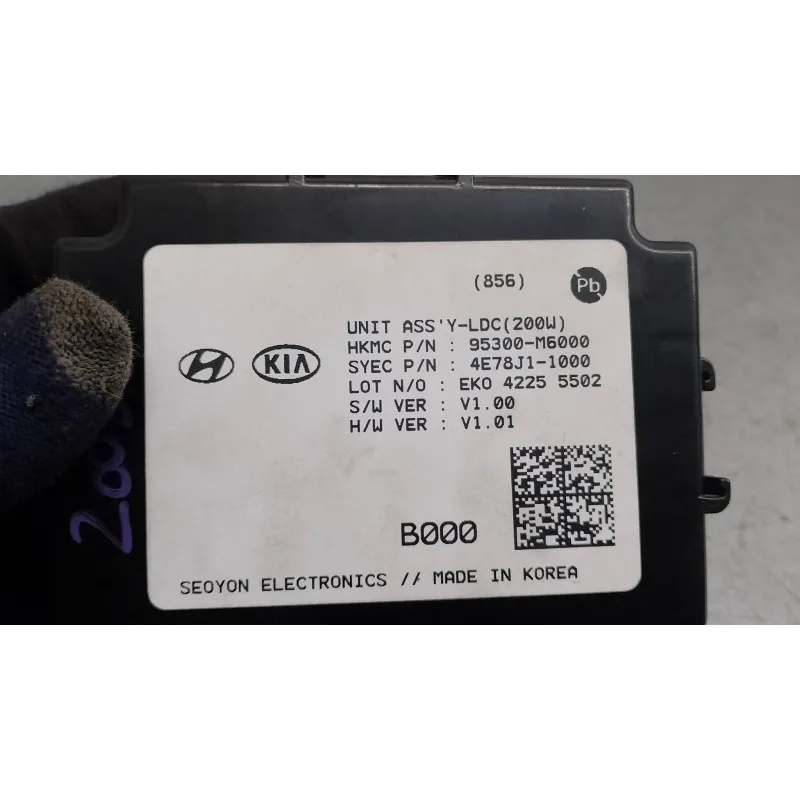 (856)
Pb
UNIT ASS'Y-LDC(200W)
HKMC P/N : 95300-M6000
KIA
SYEC P/N : 4E78J1-1000
LOT N/O : EKO 4225 5502
S/W VER : V1.00
H/W VER : V1.01
B000
SEOYON ELECTRONICS // MADE IN KOREA